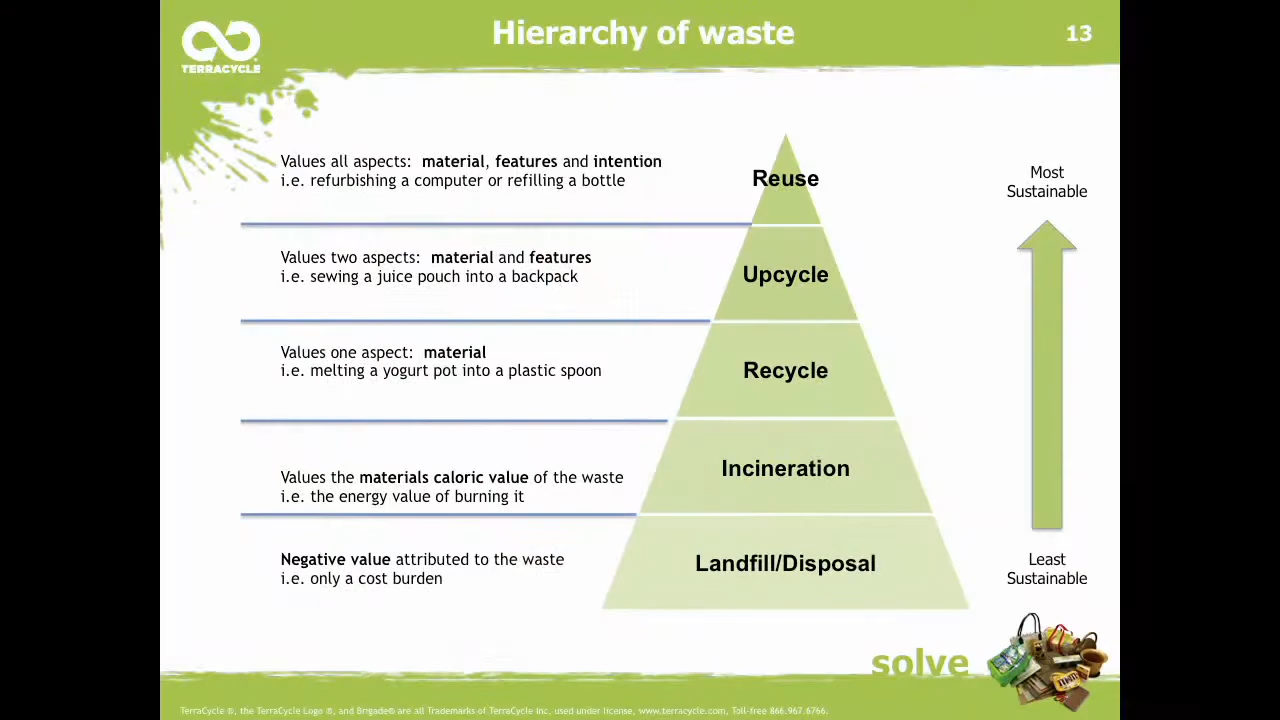 Hierarchy of waste
13
TERRACYCLE
Values all aspects: material, features and intention
i.e. refurbishing a computer or refilling a bottle
Reuse
Most
Sustainable
Values two aspects: material and features
i.e. sewing a juice pouch into a backpack
Upcycle
Values one aspect: material
i.e. melting a yogurt pot into a plastic spoon
Recycle
Values the materials caloric value of the waste
i.e. the energy value of burning it
Incineration
Negative value attributed to the waste
i.e. only a cost burden
Landfill/Disposal
Least
Sustainable
solve
TerraCycle ®, the TerraCycle Logo ®, and Brigade® are all Trademarks of TerraCycle Inc. used under license, www.terracycle.com, Toll-free 866.967.6766.